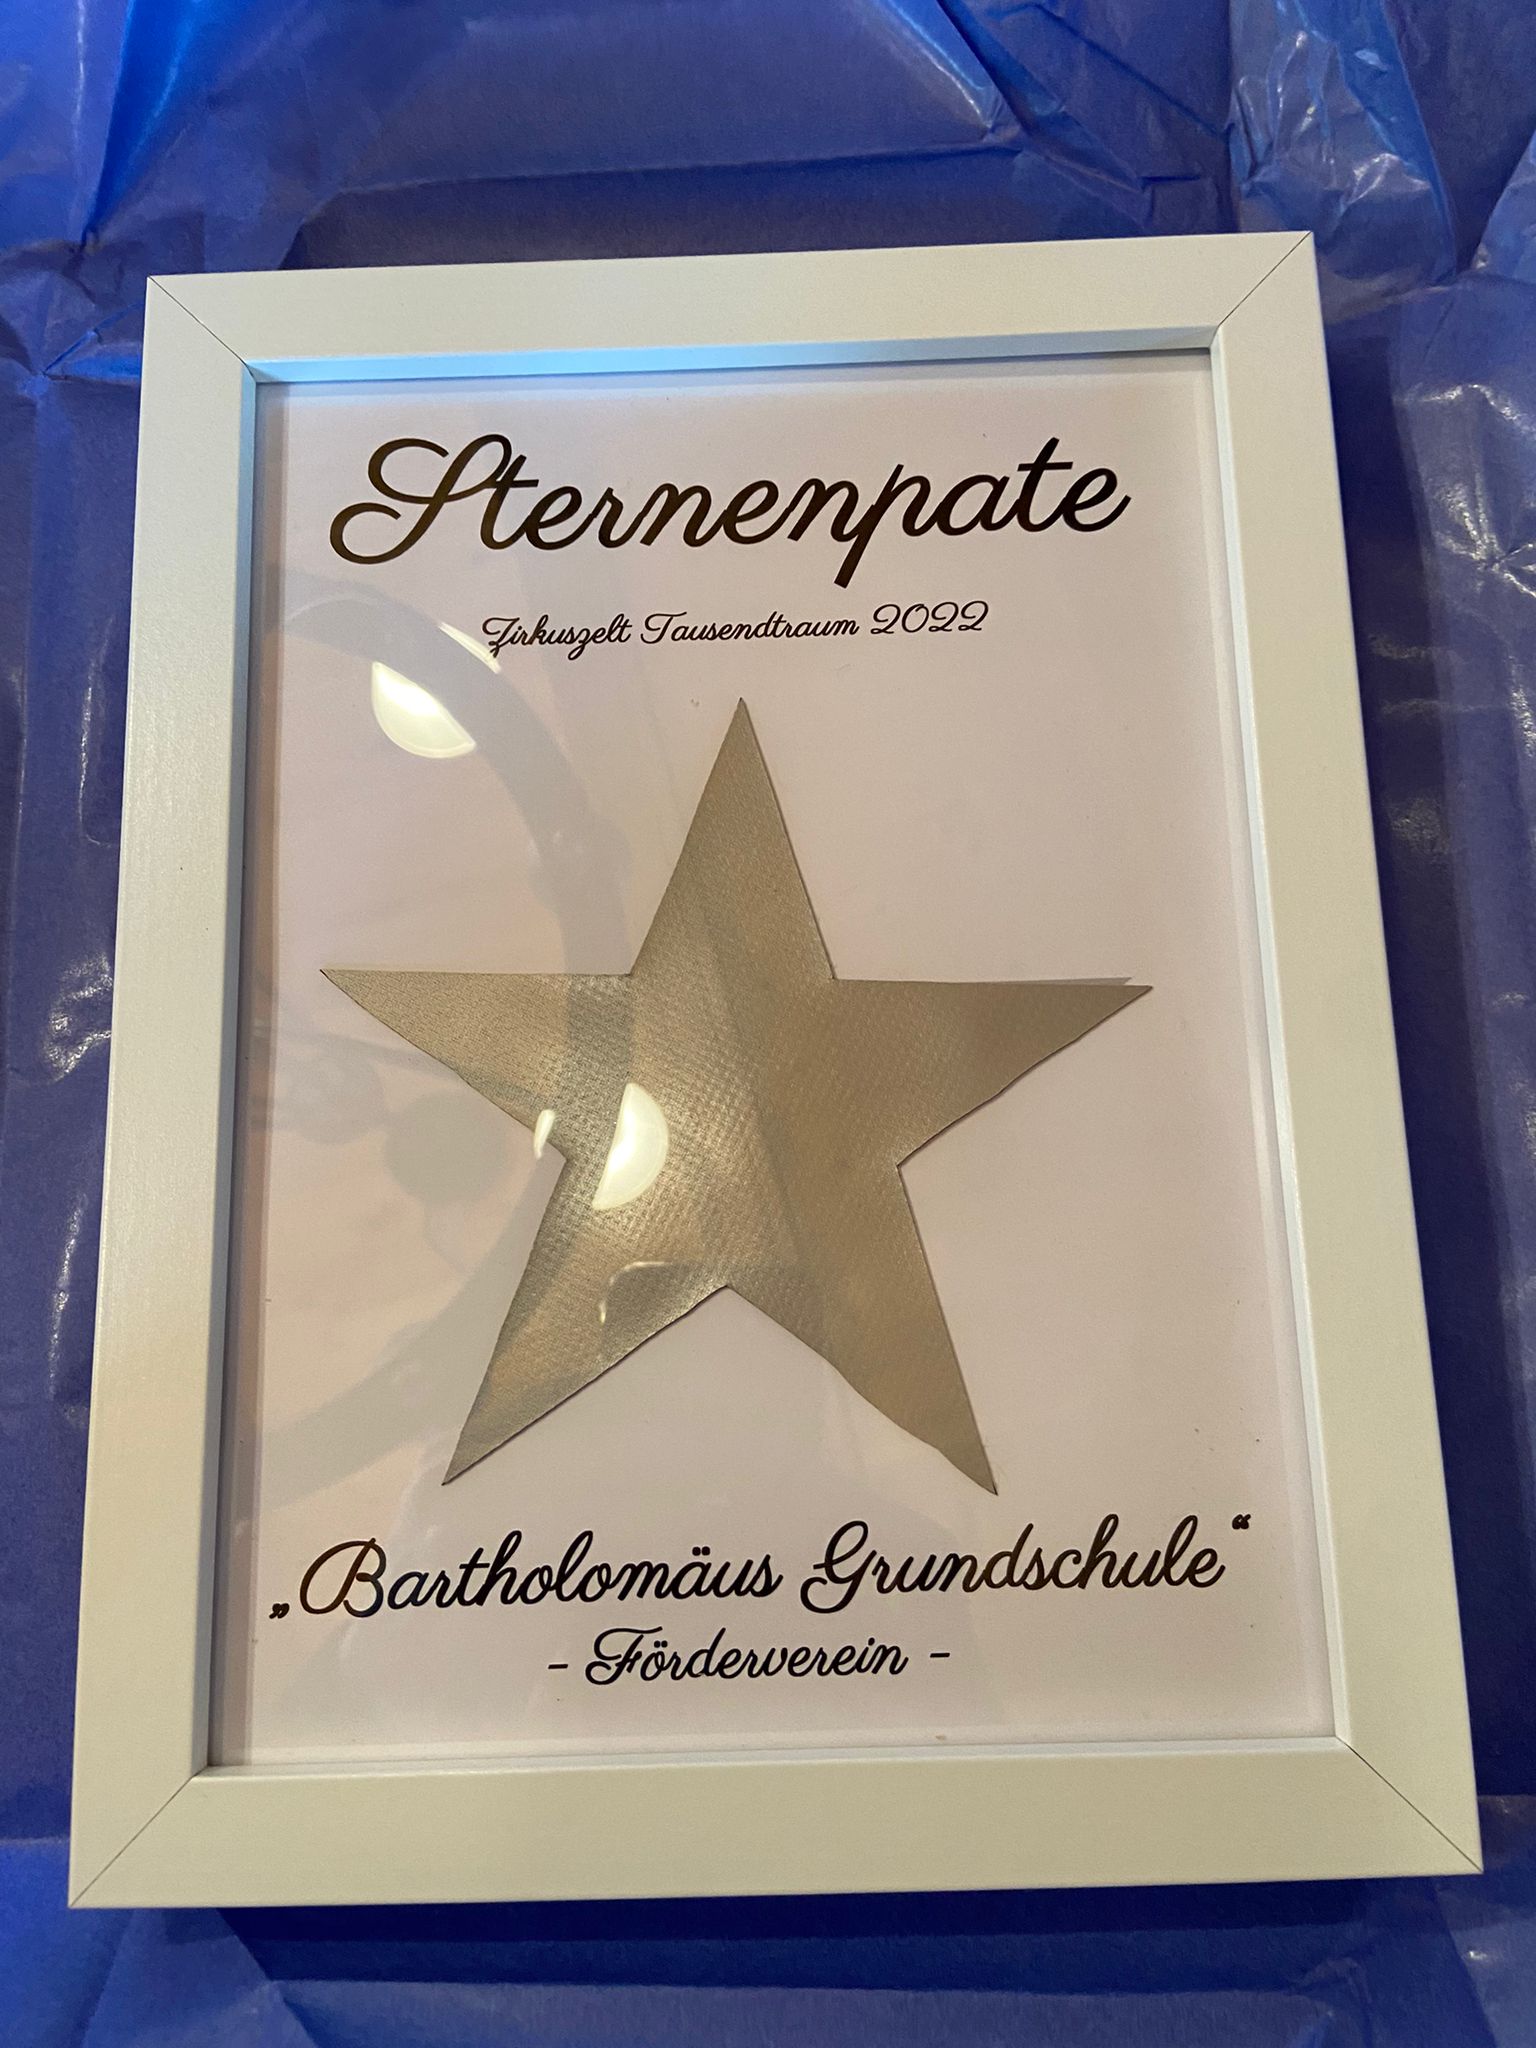 Sternenpate
Zirkuszelt Tausendtraum 2022
„Bartholomäus Grundschule“
- Förderverein -